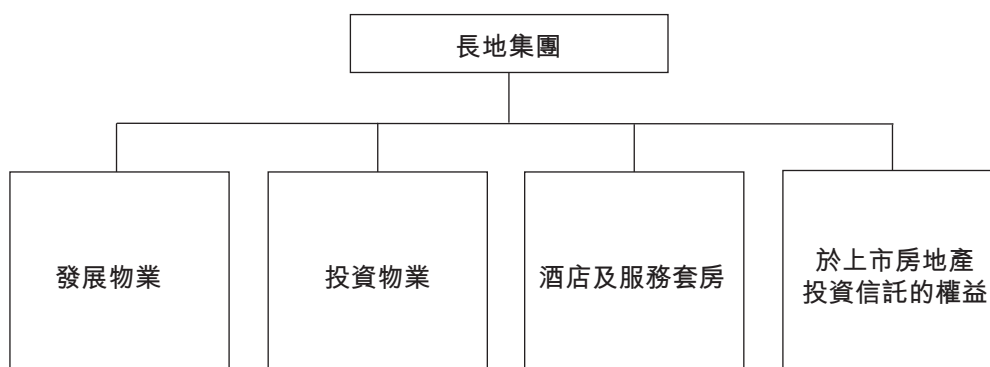 長地集團
發展物業
投資物業
酒店及服務套房
於上市房地產
投資信託的權益